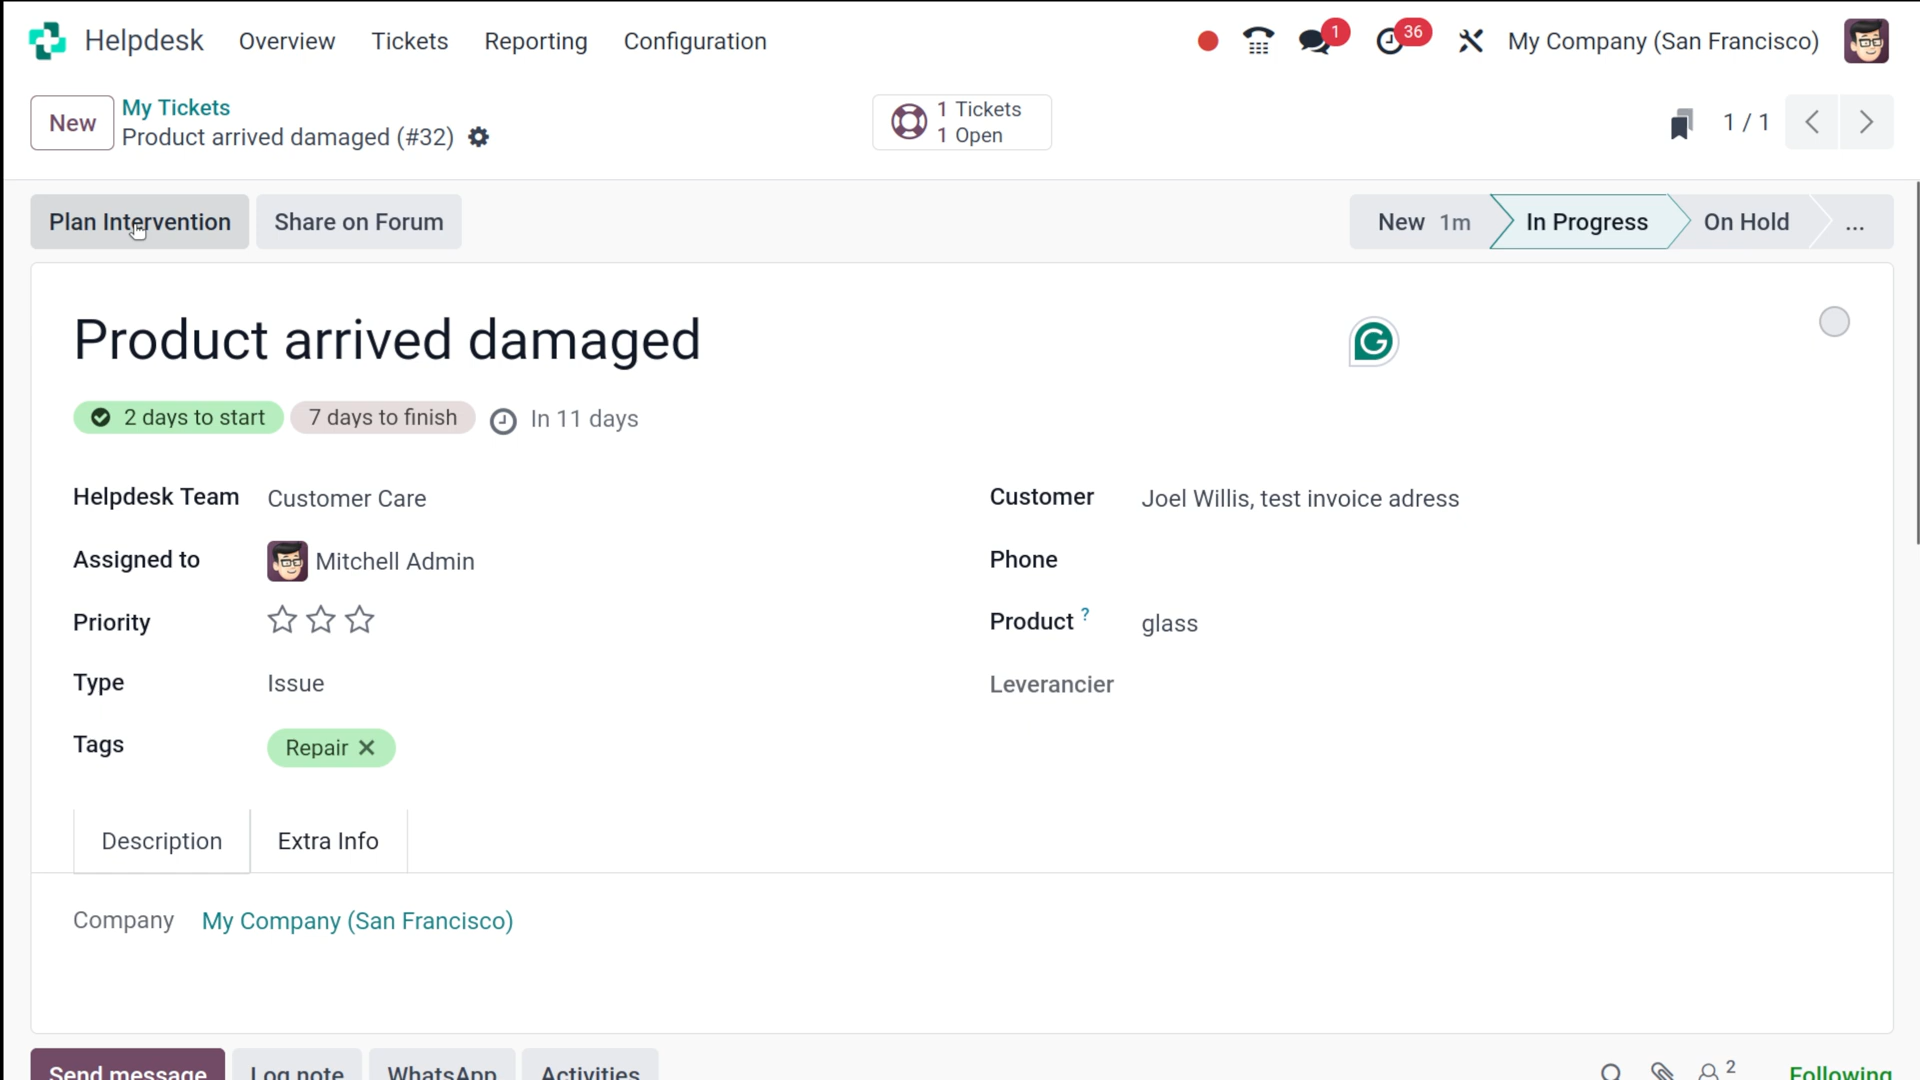 Helpdesk Overview Tickets Reporting Configuration 1 36 My Company (San Francisco)
New
My Tickets
Product arrived damaged (#32)
1 Tickets
1 Open
1 / 1
Plan Intervention Share on Forum New 1m In Progress On Hold ...
Product arrived damaged
G
2 days to start 7 days to finish In 11 days
Helpdesk Team Customer Care
Customer Joel Willis, test invoice adress
Assigned to Mitchell Admin
Phone
Priority
Product ? glass
Type Issue
Leverancier
Tags Repair ✕
Description Extra Info
Company My Company (San Francisco)
Send message Log note WhatsApp Activities 2 Following